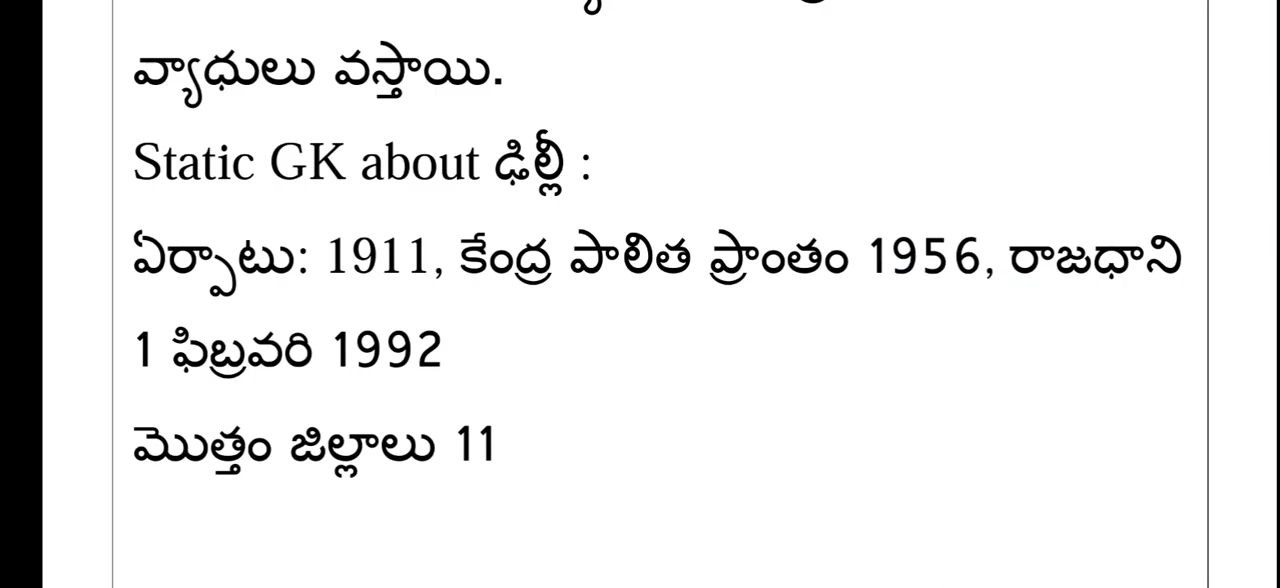 వ్యాధులు వస్తాయి.
Static GK about ఢిల్లీ :
ఏర్పాటు: 1911, కేంద్ర పాలిత ప్రాంతం 1956, రాజధాని
1 ఫిబ్రవరి 1992
మొత్తం జిల్లాలు 11